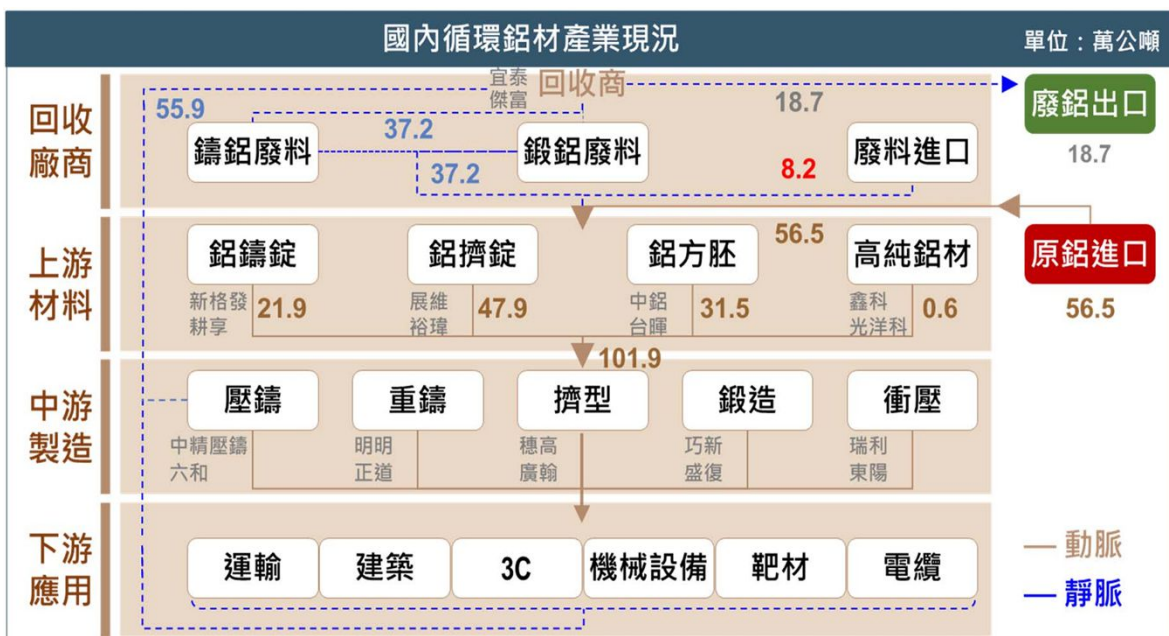 國內循環鋁材產業現況
單位：萬公噸
回收
廠商
宜泰
傑富
回收商
55.9
37.2
37.2
18.7
8.2
鑄鋁廢料
鍛鋁廢料
廢料進口
廢鋁出口
18.7
上游
材料
鋁鑄錠
鋁擠錠
鋁方胚
56.5
高純鋁材
原鋁進口
56.5
新格發
耕享
21.9
展維
裕瑋
47.9
中鋁
台暉
31.5
鑫科
光洋科
0.6
101.9
中游
製造
壓鑄
重鑄
擠型
鍛造
衝壓
中精壓鑄
六和
明明
正道
穗高
廣翰
巧新
盛復
瑞利
東陽
下游
應用
運輸
建築
3C
機械設備
靶材
電纜
動脈
靜脈